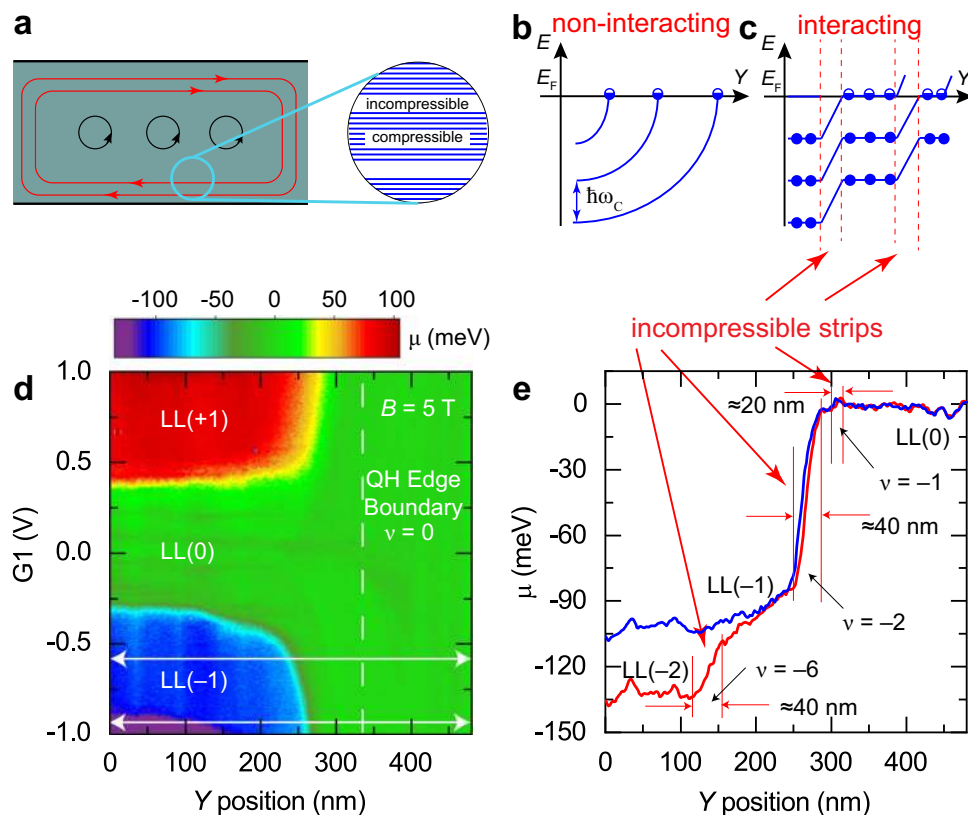 a
incompressible
compressible
b
non-interacting
E
E_F
Y
ħω_C
c
interacting
E
E_F
Y
incompressible strips
-100 -50 0 50 100
μ (meV)
d
G1 (V)
1.0
0.5
0.0
-0.5
-1.0
LL(+1)
B = 5 T
QH Edge
Boundary
ν = 0
LL(0)
LL(−1)
0 100 200 300 400
Y position (nm)
e
μ (meV)
0
-30
-60
-90
-120
-150
≈20 nm
LL(0)
ν = –1
≈40 nm
LL(−1)
ν = –2
LL(−2)
ν = –6
≈40 nm
0 100 200 300 400
Y position (nm)